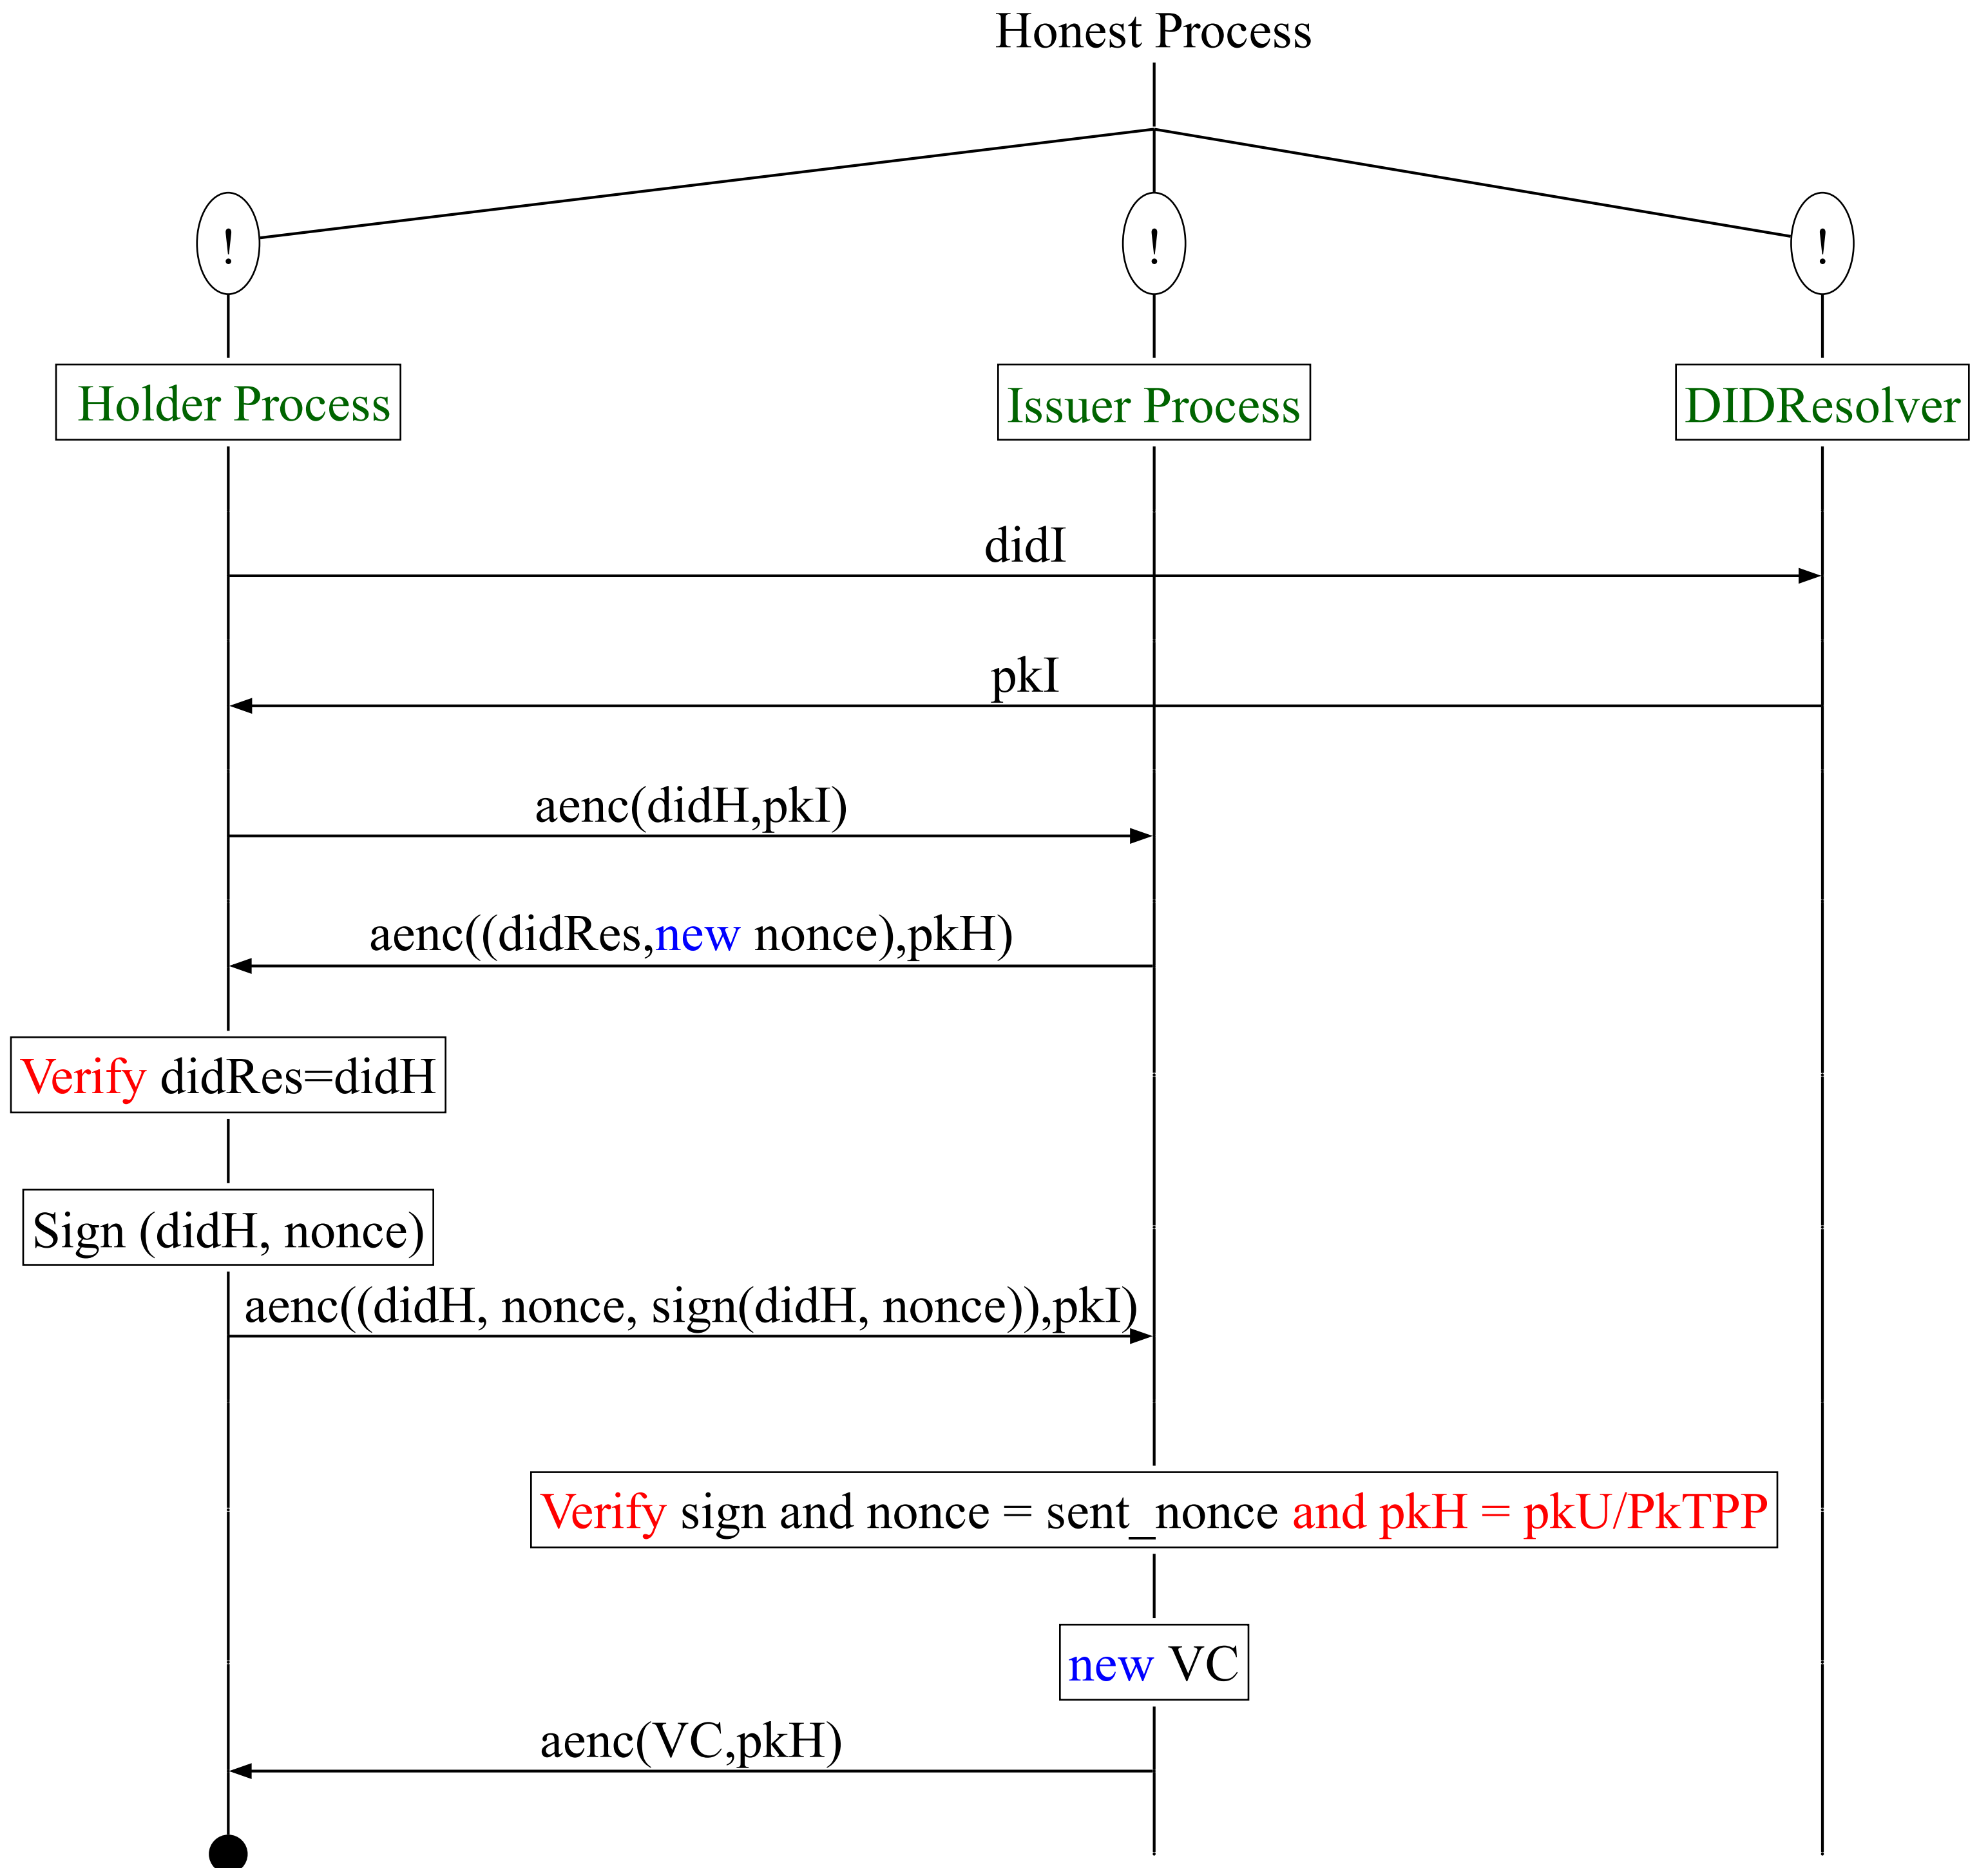 Honest Process
!
!
!
Holder Process
Issuer Process
DIDResolver
didI
pkI
aenc(didH,pkI)
aenc((didRes,new nonce),pkH)
Verify didRes=didH
Sign (didH, nonce)
aenc((didH, nonce, sign(didH, nonce)),pkI)
Verify sign and nonce = sent_nonce and pkH = pkU/PkTPP
new VC
aenc(VC,pkH)